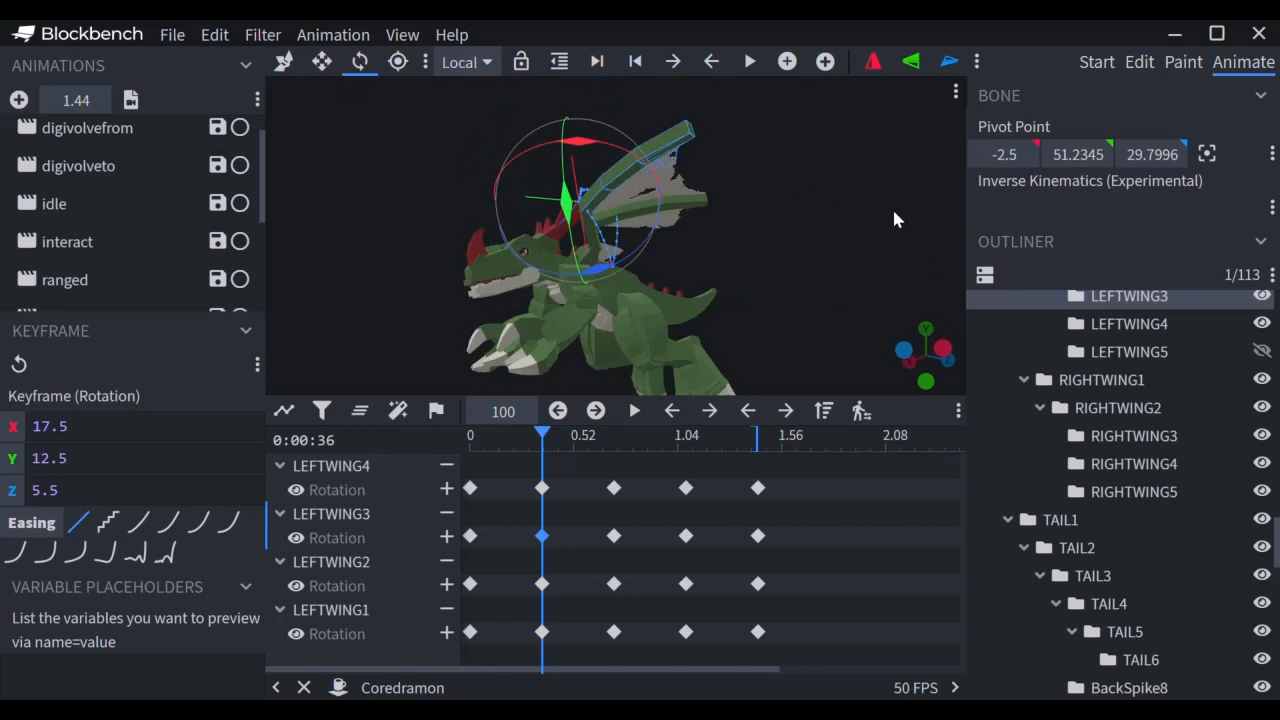 Blockbench File Edit Filter Animation View Help
ANIMATIONS
1.44
digivolvefrom
digivolveto
idle
interact
ranged
Local
Start Edit Paint Animate
BONE
Pivot Point
-2.5 51.2345 29.7996
Inverse Kinematics (Experimental)
OUTLINER
1/113
LEFTWING3
LEFTWING4
LEFTWING5
RIGHTWING1
RIGHTWING2
RIGHTWING3
RIGHTWING4
RIGHTWING5
TAIL1
TAIL2
TAIL3
TAIL4
TAIL5
TAIL6
BackSpike8
Y
Z
KEYFRAME
Keyframe (Rotation)
X 17.5
Y 12.5
Z 5.5
Easing
VARIABLE PLACEHOLDERS
List the variables you want to preview
via name=value
100
0:00:36
0 0.52 1.04 1.56 2.08
LEFTWING4
Rotation
LEFTWING3
Rotation
LEFTWING2
Rotation
LEFTWING1
Rotation
Coredramon
50 FPS